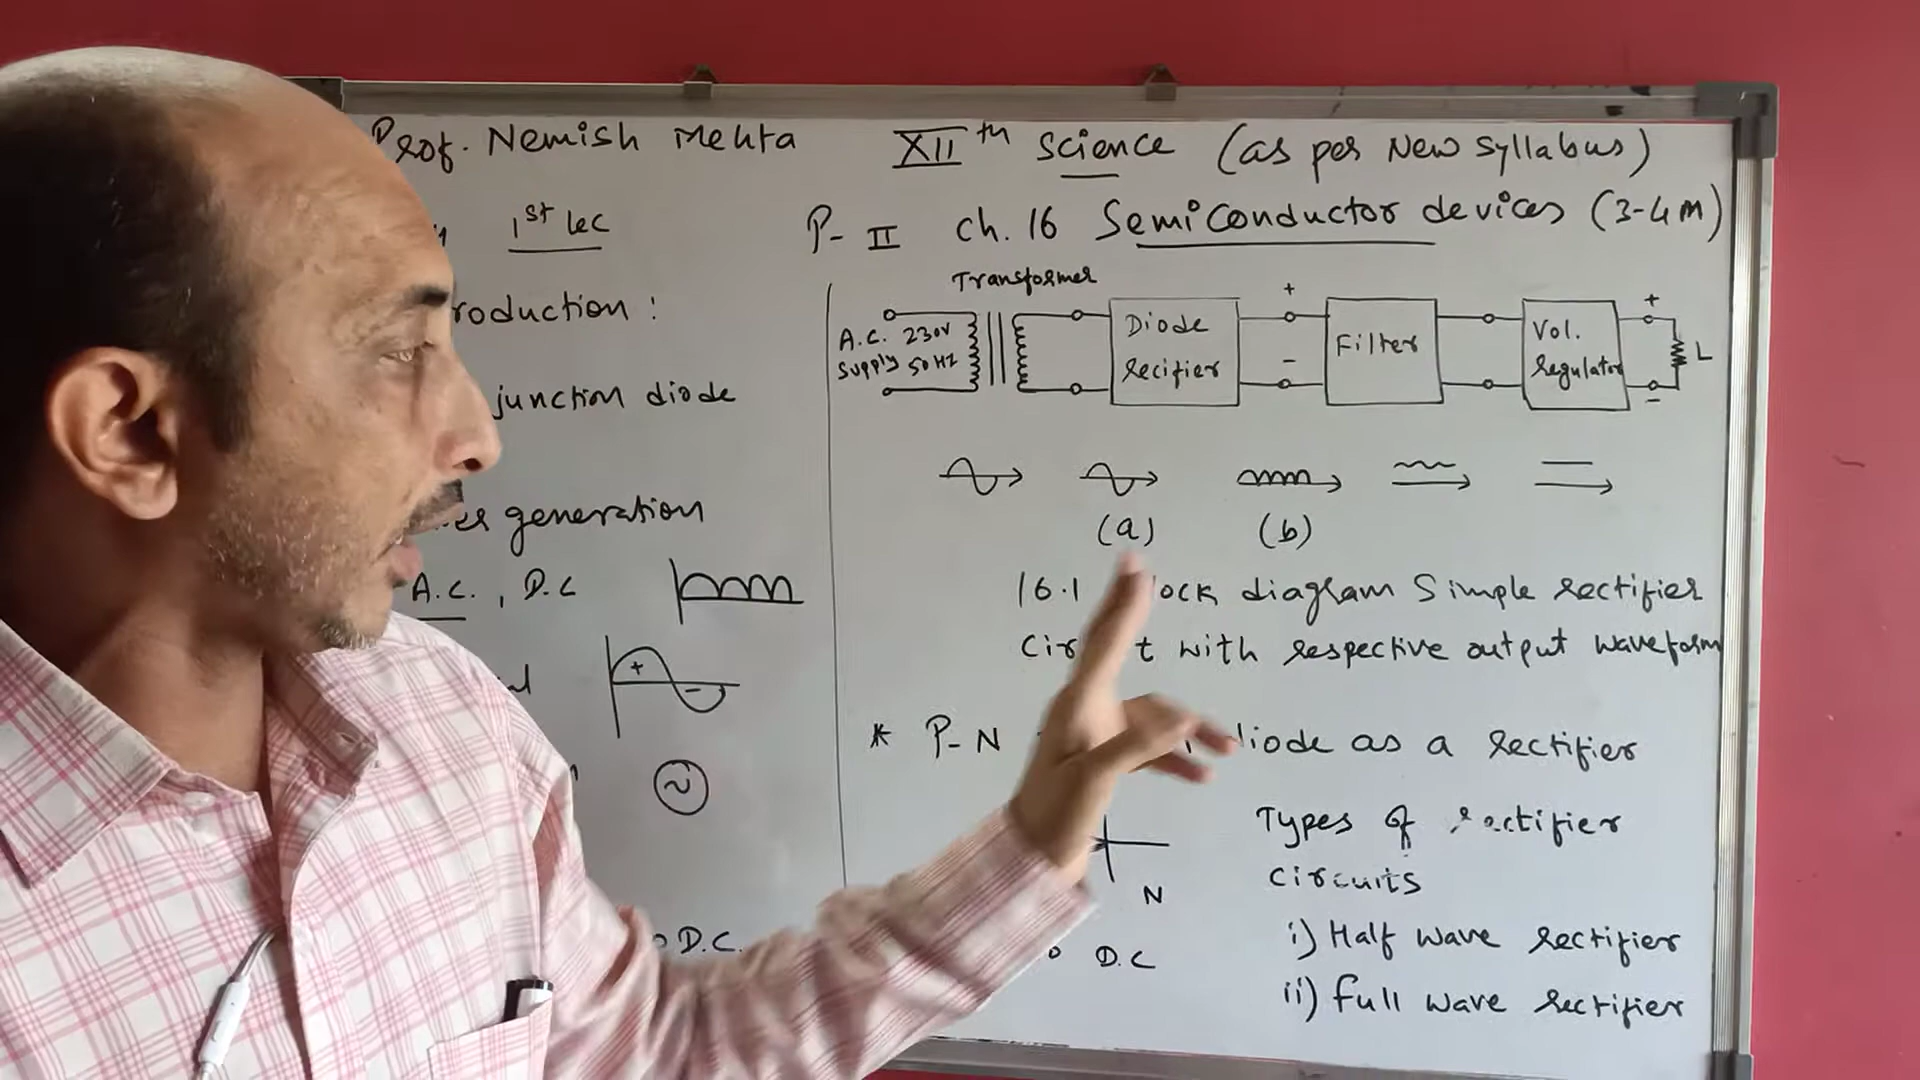 Prof. Nemish Mehta
XIIth Science (as per New syllabus)
1st lec
P- II ch. 16 Semiconductor devices (3-4m)
roduction :
junction diode
generation
A.C. , D.C
+
-
~
D.C.
Transformer
A.C. 230V
supply 50HZ
Diode
recifier
+
-
Filter
Vol.
regulator
+
-
L
(a) (b)
16.1 ock diagram Simple rectifier
Cir t with respective output waveform
* P-N diode as a rectifier
N
D.C
Types of rectifier
circuits
i) Half wave rectifier
ii) full wave rectifier